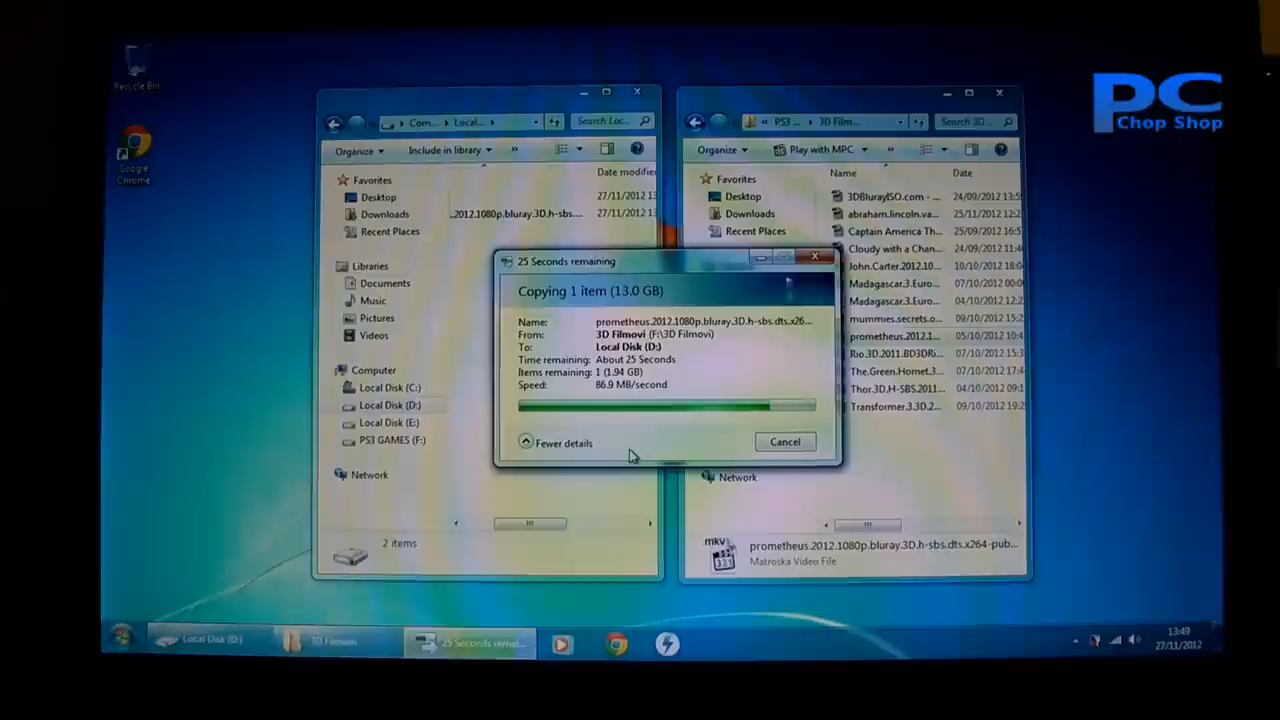 Recycle Bin
Google
Chrome
PC
Chop Shop
Com...
Local...
Search Loc...
Organize
Include in library
»
Date modifie
Favorites
Desktop
Downloads
Recent Places
27/11/2012 13
.2012.1080p.bluray.3D.h-sbs....
27/11/2012 13
Libraries
Documents
Music
Pictures
Videos
Computer
Local Disk (C:)
Local Disk (D:)
Local Disk (E:)
PS3 GAMES (F:)
Network
2 items
« PS3 ...
3D Film...
Search 3D...
Organize
Play with MPC
»
Name
Date
Favorites
Desktop
Downloads
Recent Places
Network
3DBlurayISO.com - ...
24/09/2012 13:5
abraham.lincoln.va...
25/11/2012 12:2
Captain America Th...
25/09/2012 16:5
Cloudy with a Chan...
24/09/2012 11:4
John.Carter.2012.10...
10/10/2012 18:0
Madagascar.3.Euro...
07/10/2012 00:0
Madagascar.3.Euro...
04/10/2012 12:2
mummies.secrets.o...
09/10/2012 15:2
prometheus.2012.1...
05/10/2012 10:4
Rio.3D.2011.BD3DRi...
07/10/2012 15:3
The.Green.Hornet.3...
07/10/2012 17:4
Thor.3D.H-SBS.2011...
04/10/2012 09:1
Transformer.3.3D.2...
09/10/2012 19:2
mkv
321
prometheus.2012.1080p.bluray.3D.h-sbs.dts.x264-pub...
Matroska Video File
25 Seconds remaining
Copying 1 item (13.0 GB)
Name: prometheus.2012.1080p.bluray.3D.h-sbs.dts.x26...
From: 3D Filmovi (F:\3D Filmovi)
To: Local Disk (D:)
Time remaining: About 25 Seconds
Items remaining: 1 (1.94 GB)
Speed: 86.9 MB/second
Fewer details
Cancel
Local Disk (D:)
3D Filmovi
25 Seconds remai...
13:49
27/11/2012